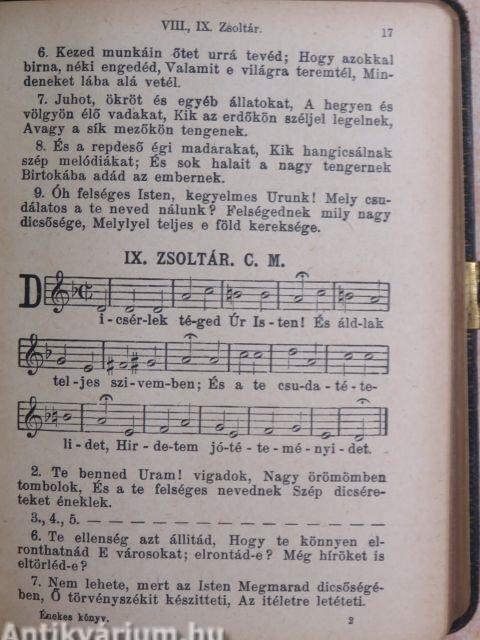 VIII., IX. Zsoltár.
17
6. Kezed munkáin őtet urrá tevéd; Hogy azokkal
birna, néki engedéd, Valamit e világra teremtél, Min-
deneket lába alá vetél.
7. Juhot, ökröt és egyéb állatokat, A hegyen és
völgyön élő vadakat, Kik az erdőkön széljel legelnek,
Avagy a sík mezőkön tengenek.
8. És a repdeső égi madarakat, Kik hangicsálnak
szép melódiákat; És sok halait a nagy tengernek
Birtokába adád az embernek.
9. Óh felséges Isten, kegyelmes Urunk! Mely csu-
dálatos a te neved nálunk? Felségednek mily nagy
dicsősége, Melylyel teljes e föld kereksége.
IX. ZSOLTÁR. C. M.
D
i-csér-lek té-ged Úr Is-ten! És áld-lak
tel-jes szi-vem-ben; És a te csu-da-té-te-
li-det, Hir-de-tem jó-té-te-mé-nyi-det.
2. Te benned Uram! vigadok, Nagy örömömben
tombolok, És a te felséges nevednek Szép dicsére-
teket éneklek.
3., 4., 5. — — — — — — — — — — — — — —
6. Te ellenség azt állitád, Hogy te könnyen el-
ronthatnád E városokat; elrontád-e? Még híröket is
eltörléd-e?
7. Nem lehete, mert az Isten Megmarad dicsőségé-
ben, Ő törvényszékit készitteti, Az itéletre letéteti.
Énekes könyv.
2
Antikvarium.hu